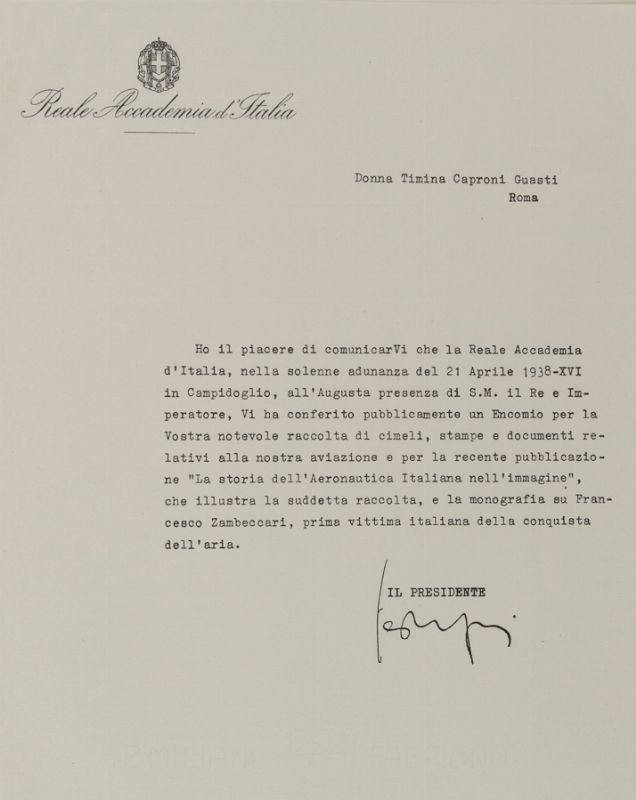 Reale Accademia d'Italia
Donna Timina Caproni Guasti
Roma
Ho il piacere di comunicarVi che la Reale Accademia
d'Italia, nella solenne adunanza del 21 Aprile 1938-XVI
in Campidoglio, all'Augusta presenza di S.M. il Re e Im-
peratore, Vi ha conferito pubblicamente un Encomio per la
Vostra notevole raccolta di cimeli, stampe e documenti re-
lativi alla nostra aviazione e per la recente pubblicazio-
ne "La storia dell'Aeronautica Italiana nell'immagine",
che illustra la suddetta raccolta, e la monografia su Fran-
cesco Zambeccari, prima vittima italiana della conquista
dell'aria.
IL PRESIDENTE